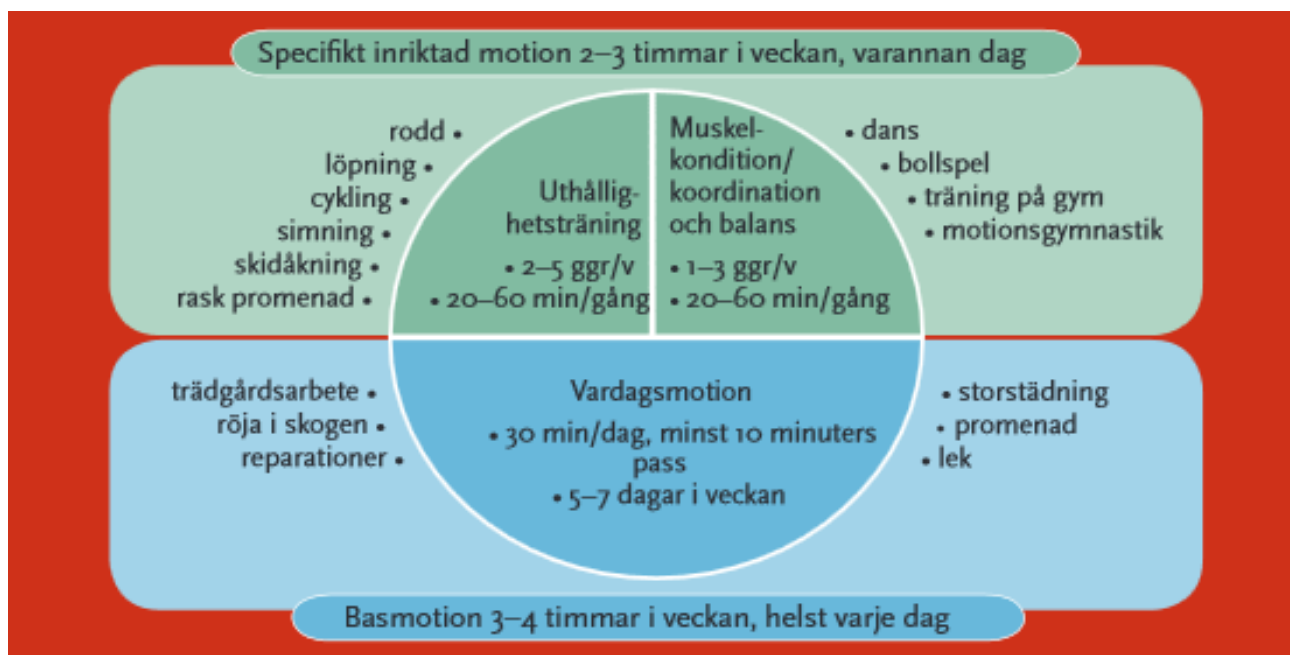 Specifikt inriktad motion 2–3 timmar i veckan, varannan dag
rodd •
löpning •
cykling •
simning •
skidåkning •
rask promenad •
Uthållig-
hetsträning
• 2–5 ggr/v
• 20–60 min/gång
Muskel-
kondition/
koordination
och balans
• 1–3 ggr/v
• 20–60 min/gång
• dans
• bollspel
• träning på gym
• motionsgymnastik
trädgårdsarbete •
röja i skogen •
reparationer •
Vardagsmotion
• 30 min/dag, minst 10 minuters
pass
• 5–7 dagar i veckan
• storstädning
• promenad
• lek
Basmotion 3–4 timmar i veckan, helst varje dag